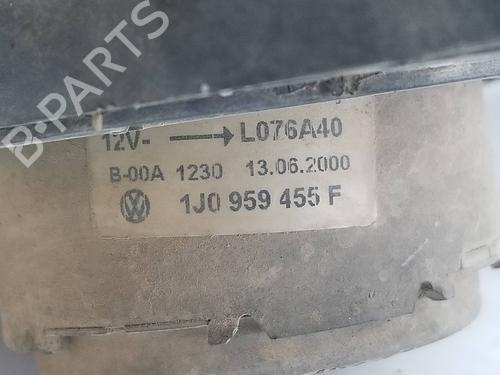 B-PARTS
12V- → L076A40
B-00A 1230 13.06.2000
VW 1J0 959 455 F